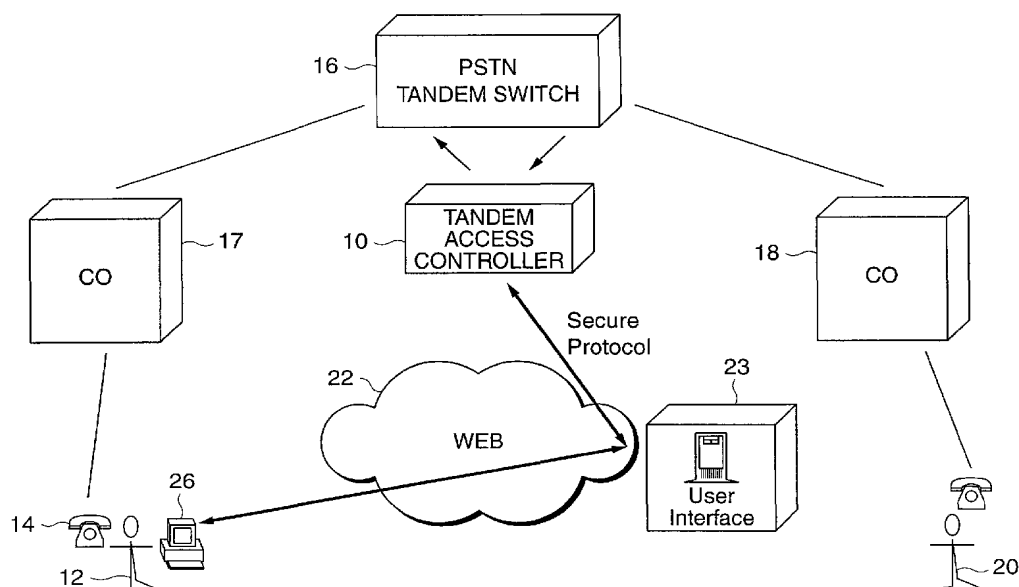 16
PSTN
TANDEM SWITCH
17
CO
10
TANDEM
ACCESS
CONTROLLER
18
CO
Secure
Protocol
22
WEB
23
User
Interface
14
26
12
20